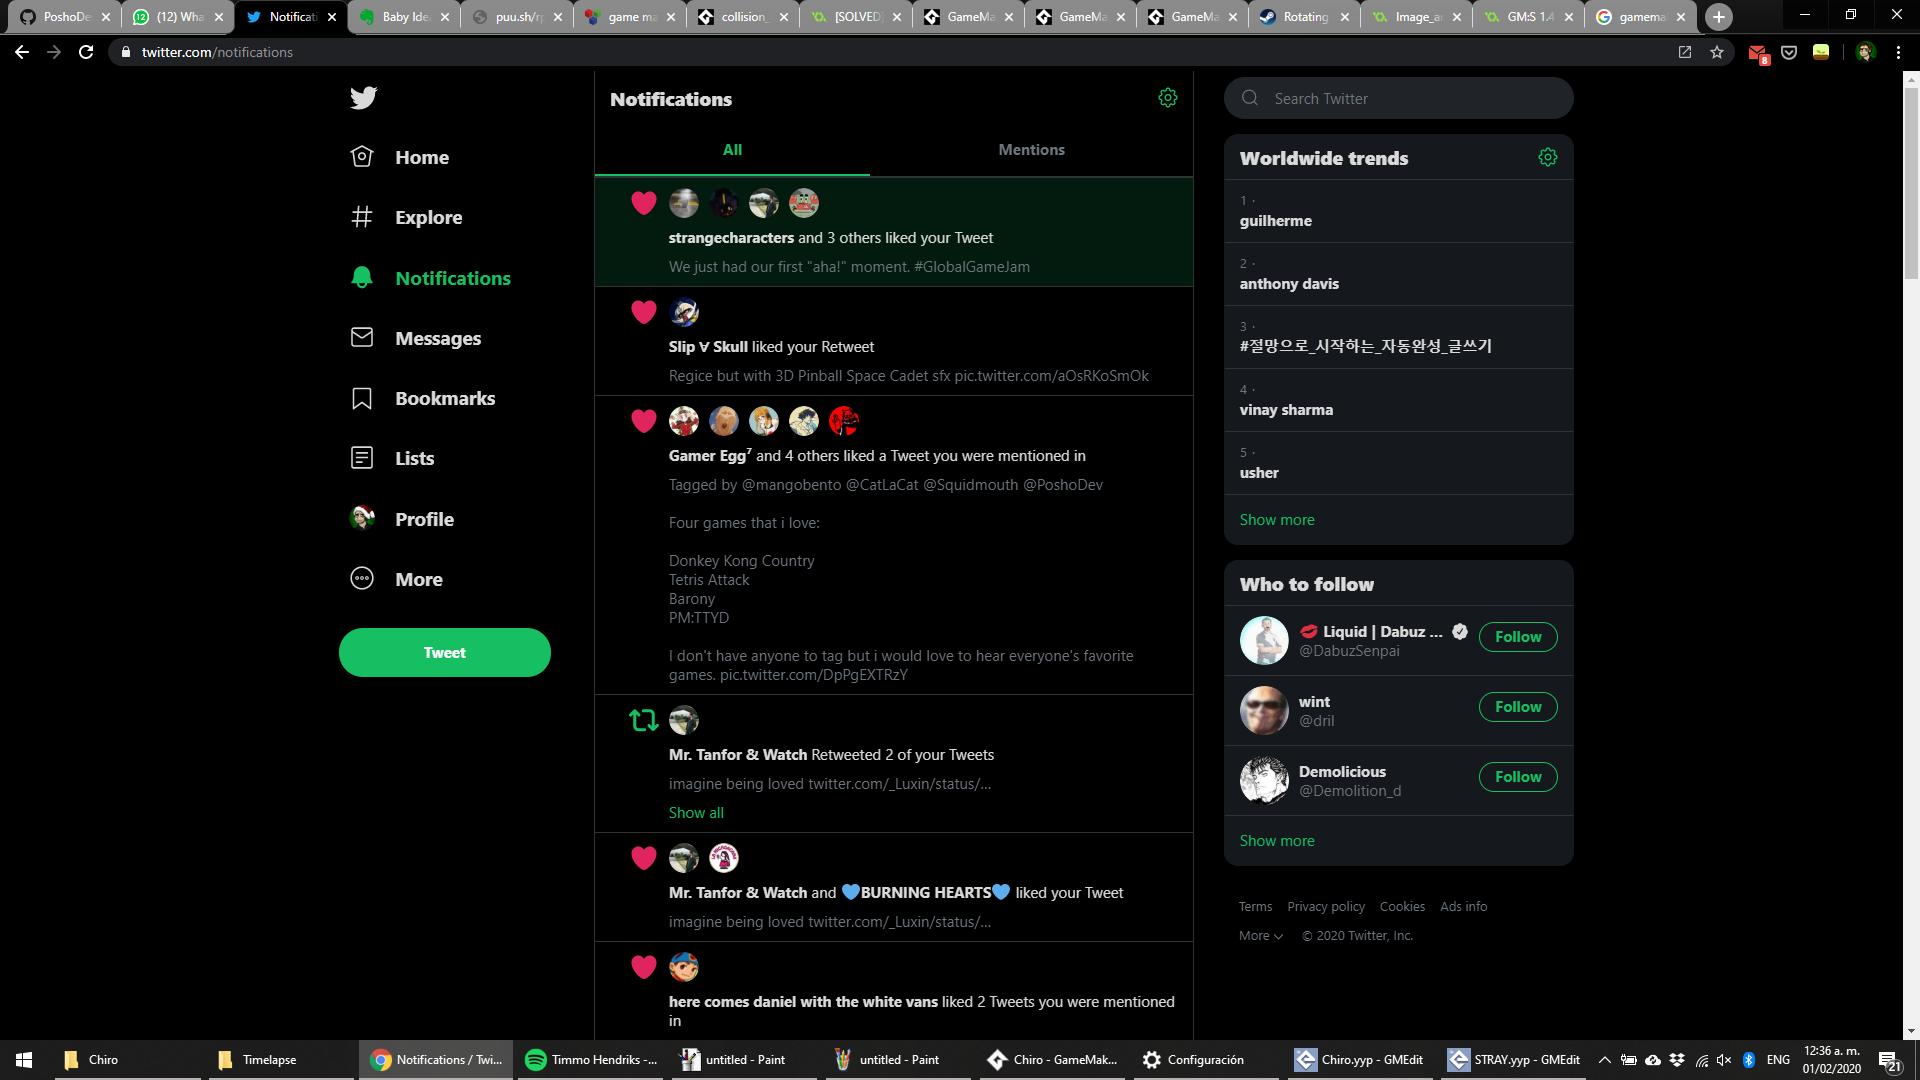 PoshoDe
(12) Wha
Notificati
Baby Ide
puu.sh/r
game ma
collision_
[SOLVED]
GameMa
GameMa
GameMa
Rotating
Image_a
GM:S 1.4
gamema
twitter.com/notifications
8
Home
Explore
Notifications
Messages
Bookmarks
Lists
Profile
More
Tweet
Notifications
All
Mentions
strangecharacters and 3 others liked your Tweet
We just had our first "aha!" moment. #GlobalGameJam
Slip ∀ Skull liked your Retweet
Regice but with 3D Pinball Space Cadet sfx pic.twitter.com/aOsRKoSmOk
Gamer Egg⁷ and 4 others liked a Tweet you were mentioned in
Tagged by @mangobento @CatLaCat @Squidmouth @PoshoDev
Four games that i love:
Donkey Kong Country
Tetris Attack
Barony
PM:TTYD
I don't have anyone to tag but i would love to hear everyone's favorite
games. pic.twitter.com/DpPgEXTRzY
Mr. Tanfor & Watch Retweeted 2 of your Tweets
imagine being loved twitter.com/_Luxin/status/...
Show all
Mr. Tanfor & Watch and 💙BURNING HEARTS💙 liked your Tweet
imagine being loved twitter.com/_Luxin/status/...
here comes daniel with the white vans liked 2 Tweets you were mentioned
in
Search Twitter
Worldwide trends
1 ·
guilherme
2 ·
anthony davis
3 ·
#절망으로_시작하는_자동완성_글쓰기
4 ·
vinay sharma
5 ·
usher
Show more
Who to follow
💋 Liquid | Dabuz ...
@DabuzSenpai
Follow
wint
@dril
Follow
Demolicious
@Demolition_d
Follow
Show more
Terms Privacy policy Cookies Ads info
More © 2020 Twitter, Inc.
Chiro
Timelapse
Notifications / Twi...
Timmo Hendriks -...
untitled - Paint
untitled - Paint
Chiro - GameMak...
Configuración
Chiro.yyp - GMEdit
STRAY.yyp - GMEdit
ENG
12:36 a. m.
01/02/2020
21